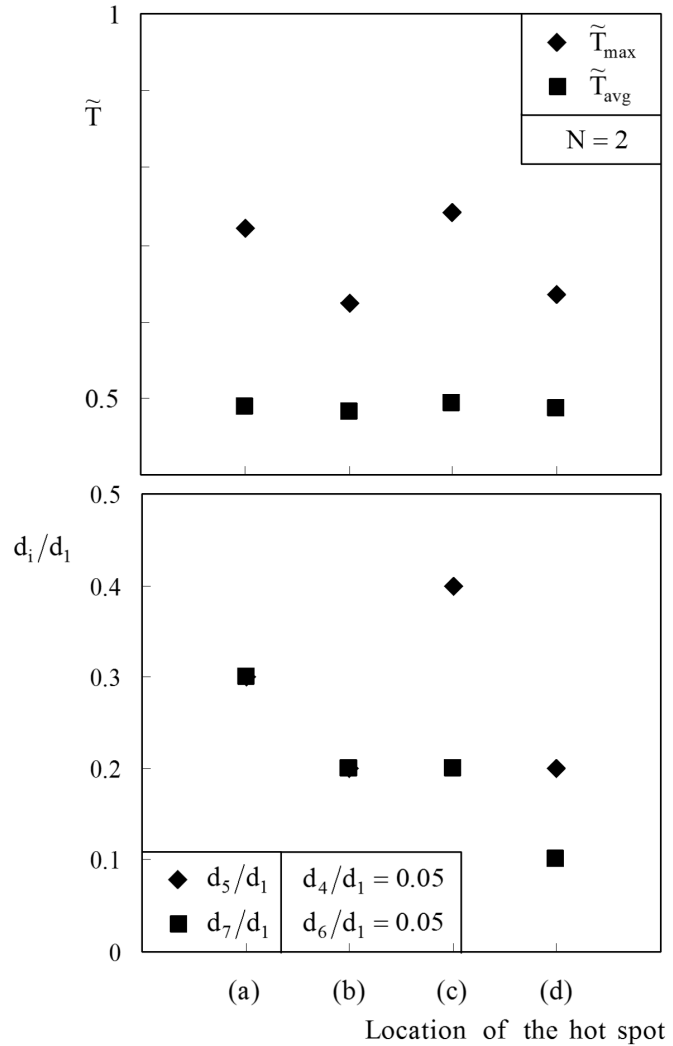 1
T̃max
T̃
T̃avg
N = 2
0.5
0.5
di/d1
0.4
0.3
0.2
0.1
d5/d1
d4/d1 = 0.05
d7/d1
d6/d1 = 0.05
0
(a) (b) (c) (d)
Location of the hot spot